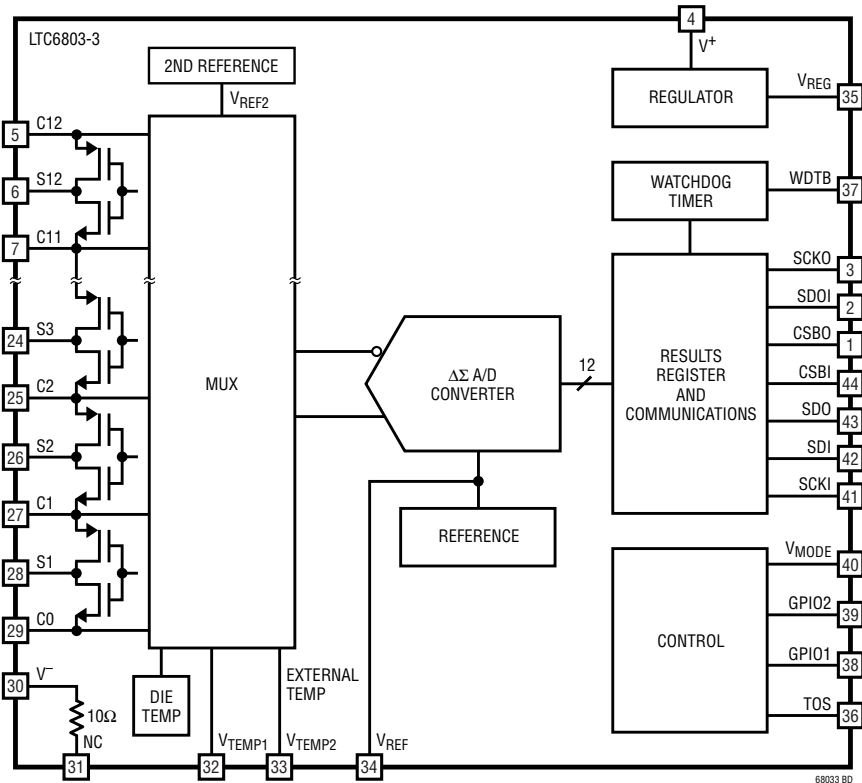 LTC6803-3
4
V+
2ND REFERENCE
VREF2
REGULATOR
VREG
35
5
C12
6
S12
7
C11
WATCHDOG
TIMER
WDTB
37
SCKO
3
SDOI
2
CSBO
1
CSBI
44
SDO
43
SDI
42
SCKI
41
RESULTS
REGISTER
AND
COMMUNICATIONS
24
S3
25
C2
26
S2
27
C1
28
S1
29
C0
MUX
ΔΣ A/D
CONVERTER
12
REFERENCE
CONTROL
VMODE
40
GPIO2
39
GPIO1
38
TOS
36
30
V−
10Ω
NC
31
DIE
TEMP
EXTERNAL
TEMP
VTEMP1
32
VTEMP2
33
VREF
34
68033 BD